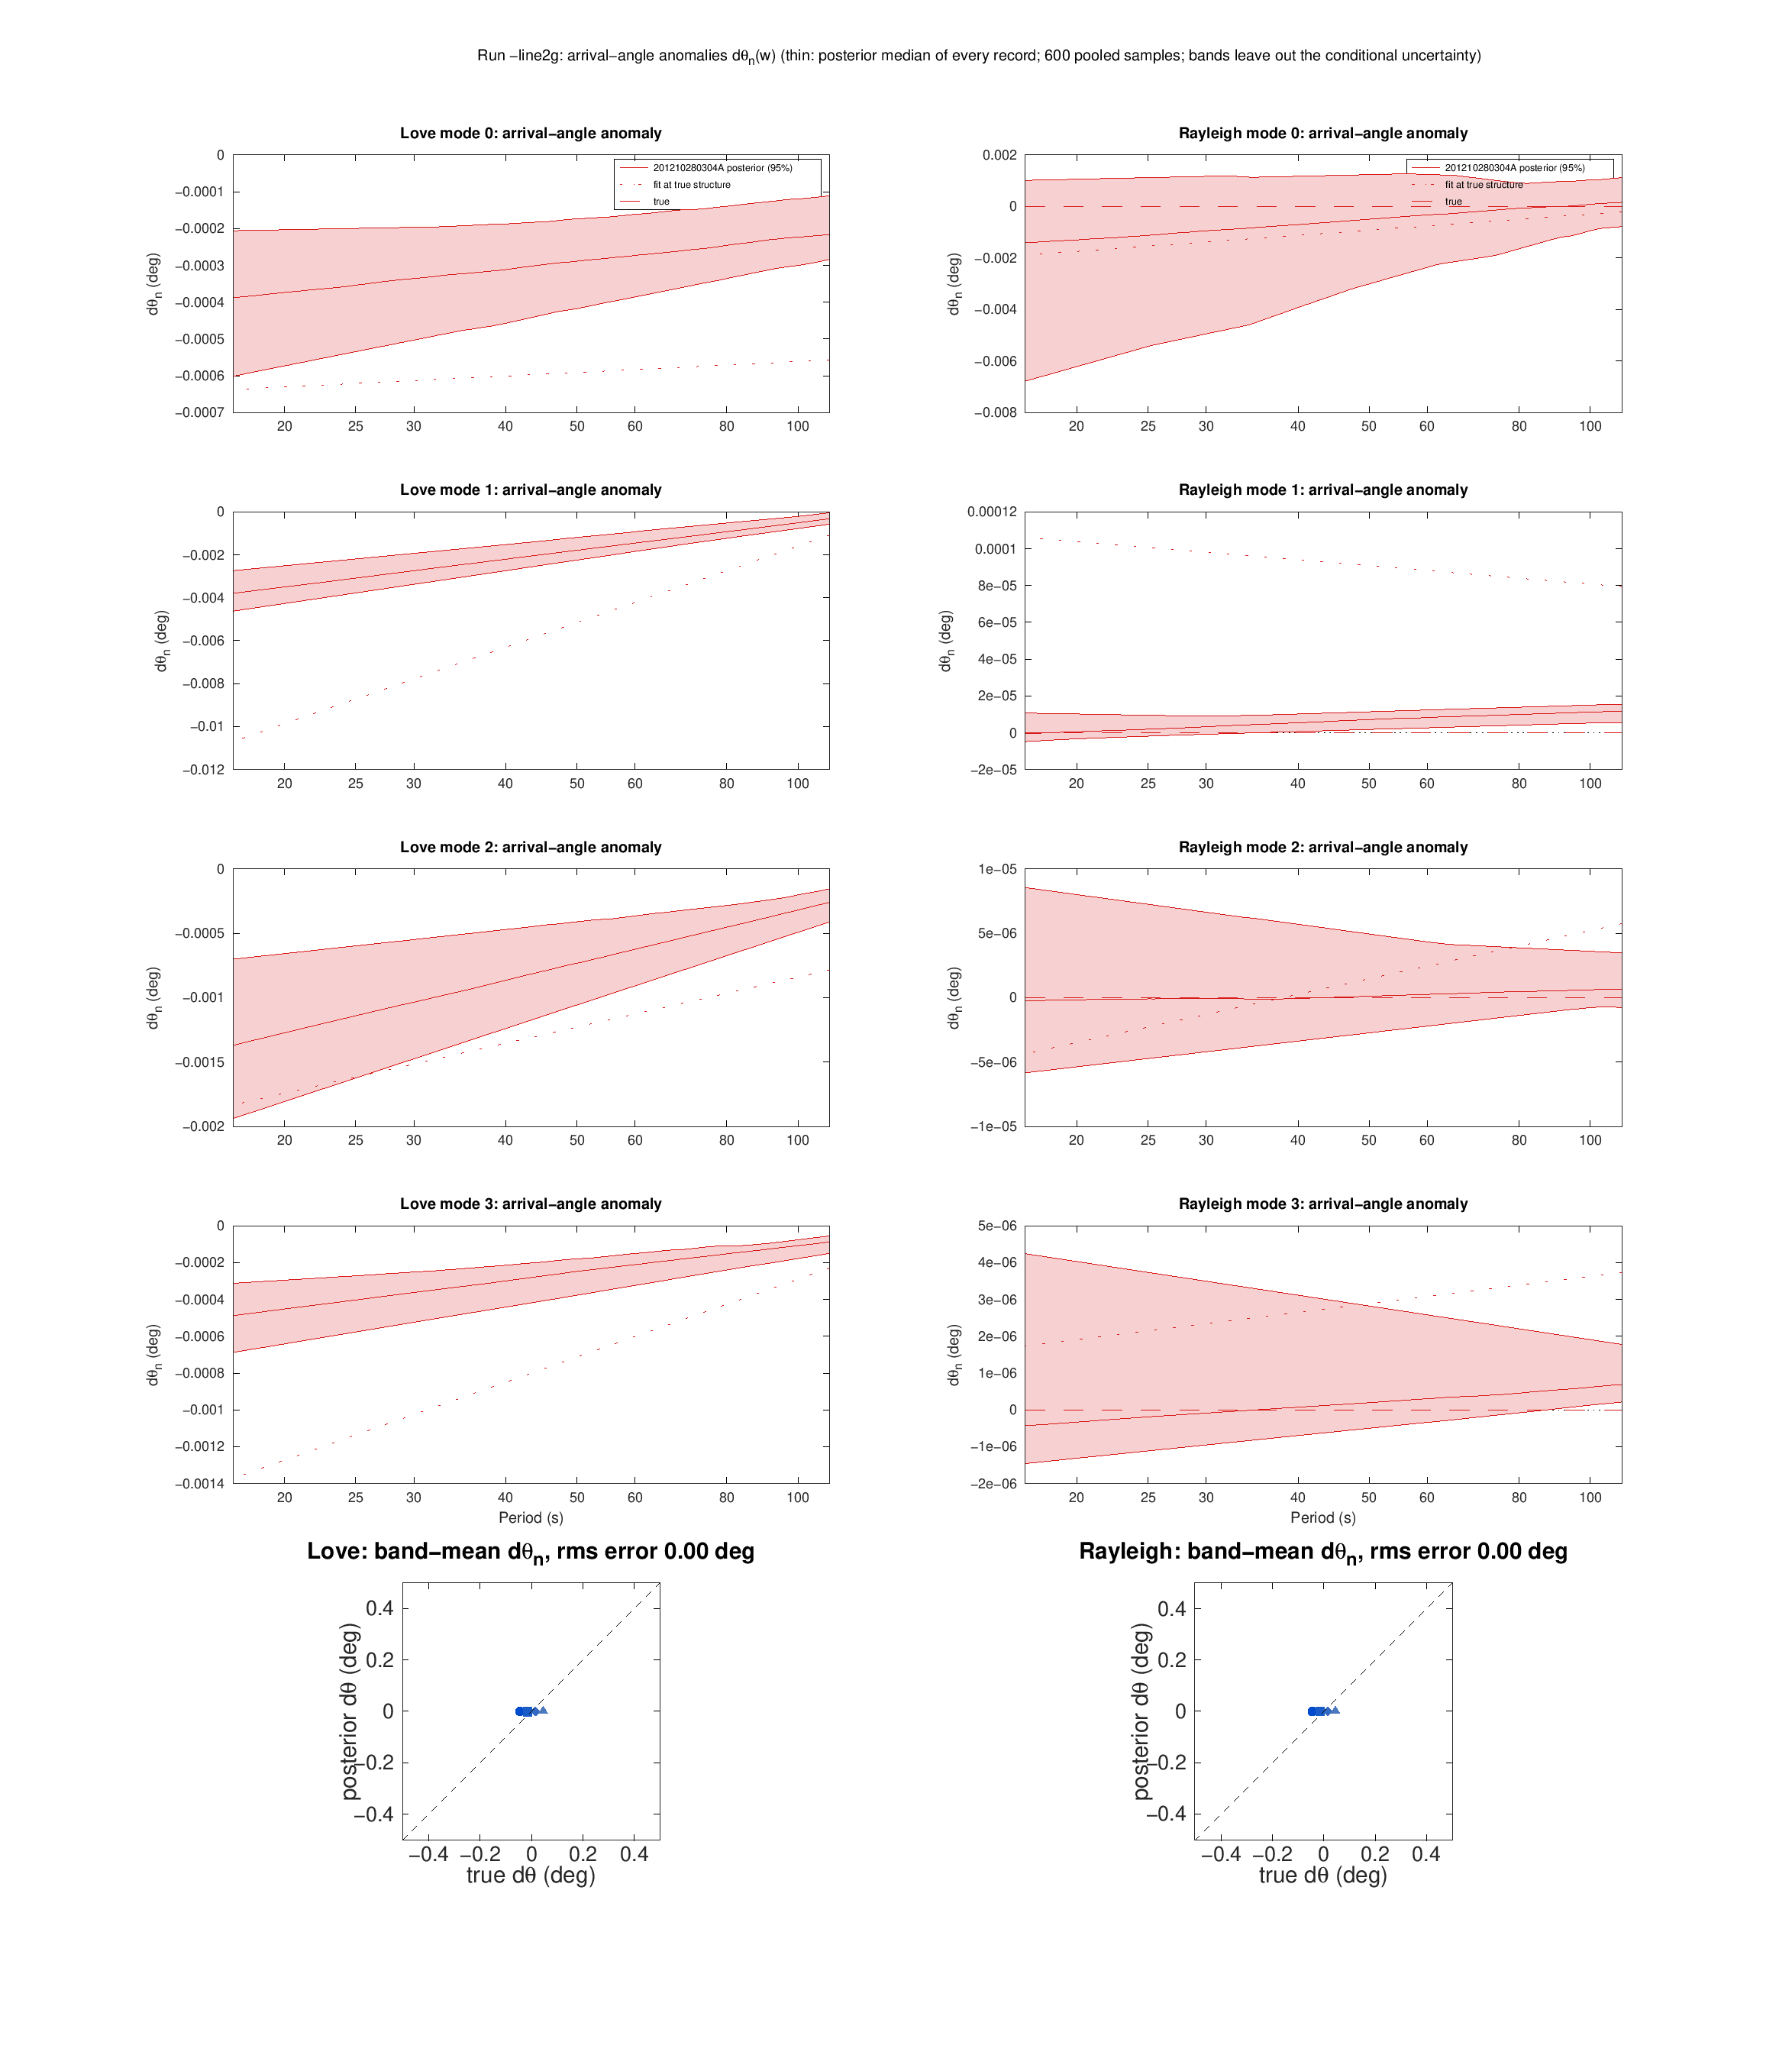 Run −line2g: arrival−angle anomalies dθn(w) (thin: posterior median of every record; 600 pooled samples; bands leave out the conditional uncertainty)
Love mode 0: arrival−angle anomaly
0
−0.0001
−0.0002
−0.0003
−0.0004
−0.0005
−0.0006
−0.0007
dθn (deg)
201210280304A posterior (95%)
fit at true structure
true
20 25 30 40 50 60 80 100
Rayleigh mode 0: arrival−angle anomaly
0.002
0
−0.002
−0.004
−0.006
−0.008
dθn (deg)
201210280304A posterior (95%)
fit at true structure
true
20 25 30 40 50 60 80 100
Love mode 1: arrival−angle anomaly
0
−0.002
−0.004
−0.006
−0.008
−0.01
−0.012
dθn (deg)
20 25 30 40 50 60 80 100
Rayleigh mode 1: arrival−angle anomaly
0.00012
0.0001
8e−05
6e−05
4e−05
2e−05
0
−2e−05
dθn (deg)
20 25 30 40 50 60 80 100
Love mode 2: arrival−angle anomaly
0
−0.0005
−0.001
−0.0015
−0.002
dθn (deg)
20 25 30 40 50 60 80 100
Rayleigh mode 2: arrival−angle anomaly
1e−05
5e−06
0
−5e−06
−1e−05
dθn (deg)
20 25 30 40 50 60 80 100
Love mode 3: arrival−angle anomaly
0
−0.0002
−0.0004
−0.0006
−0.0008
−0.001
−0.0012
−0.0014
dθn (deg)
20 25 30 40 50 60 80 100
Period (s)
Rayleigh mode 3: arrival−angle anomaly
5e−06
4e−06
3e−06
2e−06
1e−06
0
−1e−06
−2e−06
dθn (deg)
20 25 30 40 50 60 80 100
Period (s)
Love: band−mean dθn, rms error 0.00 deg
0.4
0.2
0
−0.2
−0.4
posterior dθ (deg)
−0.4 −0.2 0 0.2 0.4
true dθ (deg)
Rayleigh: band−mean dθn, rms error 0.00 deg
0.4
0.2
0
−0.2
−0.4
posterior dθ (deg)
−0.4 −0.2 0 0.2 0.4
true dθ (deg)